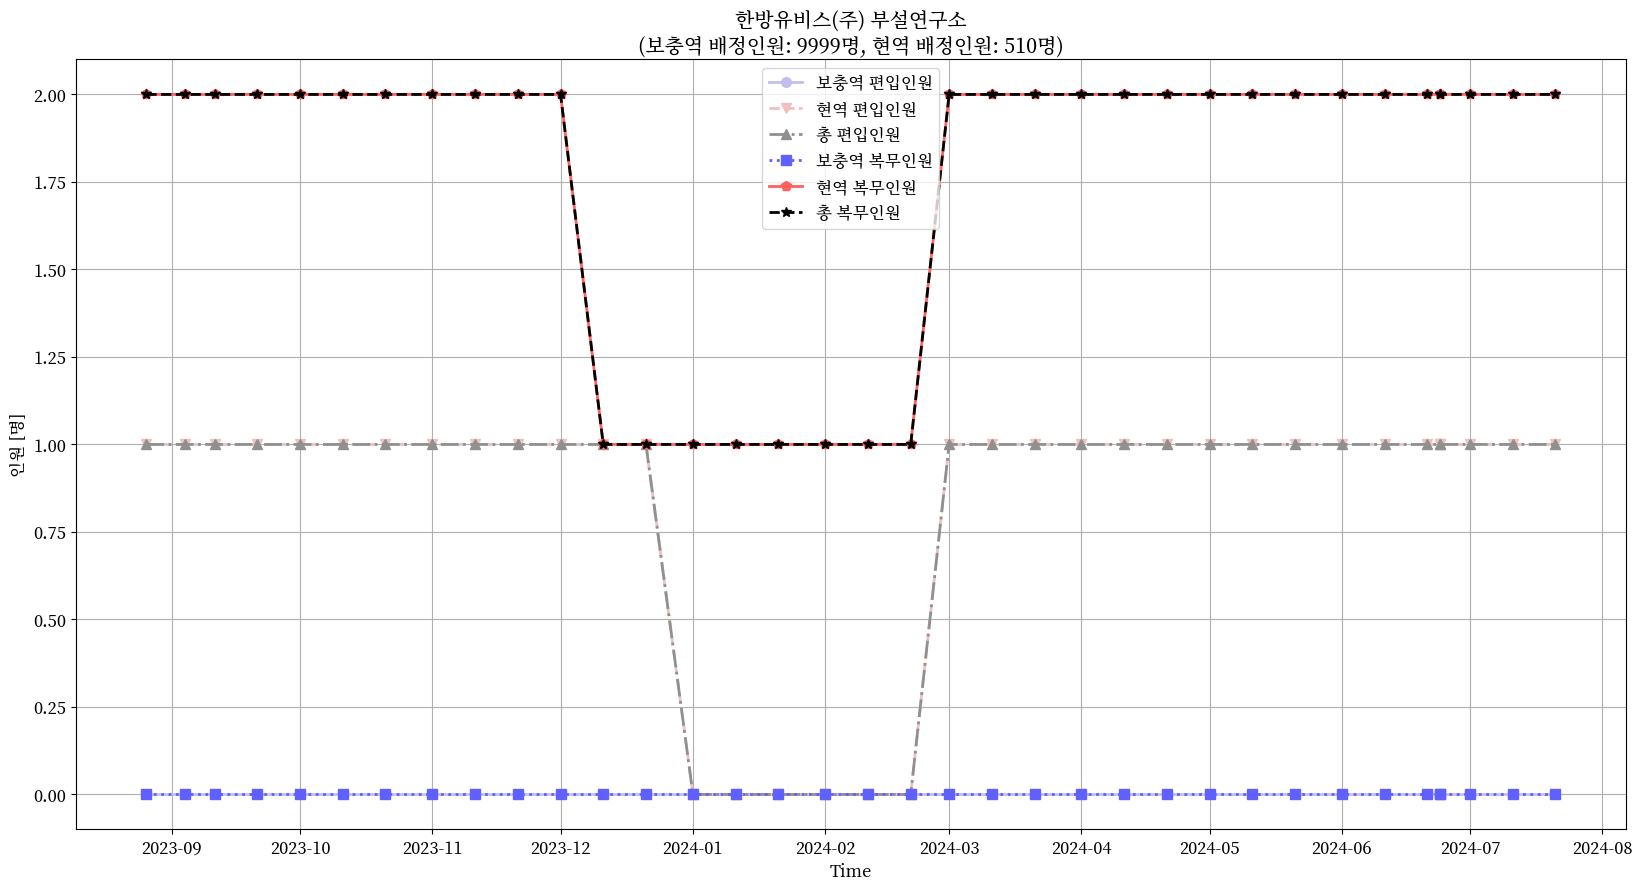 한방유비스(주) 부설연구소
(보충역 배정인원: 9999명, 현역 배정인원: 510명)
보충역 편입인원
현역 편입인원
총 편입인원
보충역 복무인원
현역 복무인원
총 복무인원
인원 [명]
2.00
1.75
1.50
1.25
1.00
0.75
0.50
0.25
0.00
2023-09 2023-10 2023-11 2023-12 2024-01 2024-02 2024-03 2024-04 2024-05 2024-06 2024-07 2024-08
Time